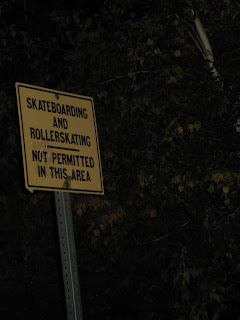 SKATEBOARDING
AND
ROLLERSKATING
NOT PERMITTED
IN THIS AREA